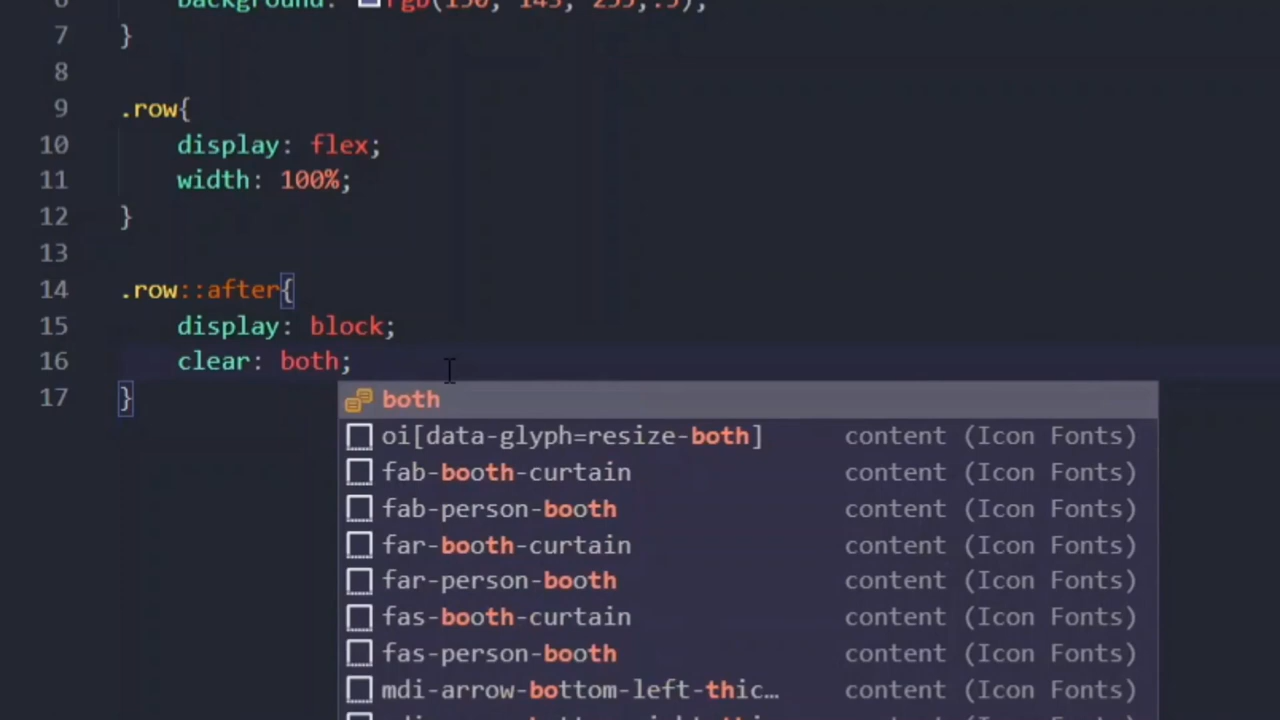 7 }
8
9 .row{
10 display: flex;
11 width: 100%;
12 }
13
14 .row::after{
15 display: block;
16 clear: both;
17 }
both
oi[data-glyph=resize-both] content (Icon Fonts)
fab-booth-curtain content (Icon Fonts)
fab-person-booth content (Icon Fonts)
far-booth-curtain content (Icon Fonts)
far-person-booth content (Icon Fonts)
fas-booth-curtain content (Icon Fonts)
fas-person-booth content (Icon Fonts)
mdi-arrow-bottom-left-thic… content (Icon Fonts)